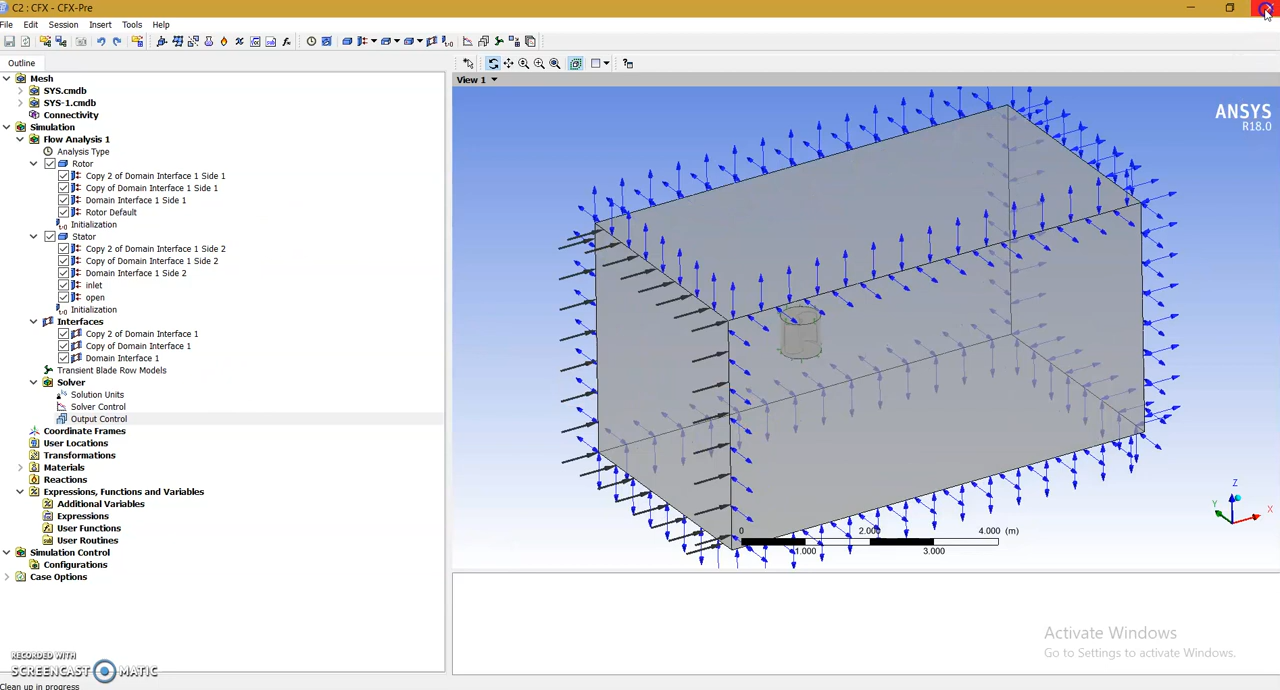 C2 : CFX - CFX-Pre
File Edit Session Insert Tools Help
Outline
Mesh
SYS.cmdb
SYS-1.cmdb
Connectivity
Simulation
Flow Analysis 1
Analysis Type
Rotor
Copy 2 of Domain Interface 1 Side 1
Copy of Domain Interface 1 Side 1
Domain Interface 1 Side 1
Rotor Default
Initialization
Stator
Copy 2 of Domain Interface 1 Side 2
Copy of Domain Interface 1 Side 2
Domain Interface 1 Side 2
inlet
open
Initialization
Interfaces
Copy 2 of Domain Interface 1
Copy of Domain Interface 1
Domain Interface 1
Transient Blade Row Models
Solver
Solution Units
Solver Control
Output Control
Coordinate Frames
User Locations
Transformations
Materials
Reactions
Expressions, Functions and Variables
Additional Variables
Expressions
User Functions
User Routines
Simulation Control
Configurations
Case Options
RECORDED WITH
SCREENCAST MATIC
Clean up in progress
View 1
ANSYS
R18.0
Z
Y X
0 2.000 4.000 (m)
1.000 3.000
Activate Windows
Go to Settings to activate Windows.